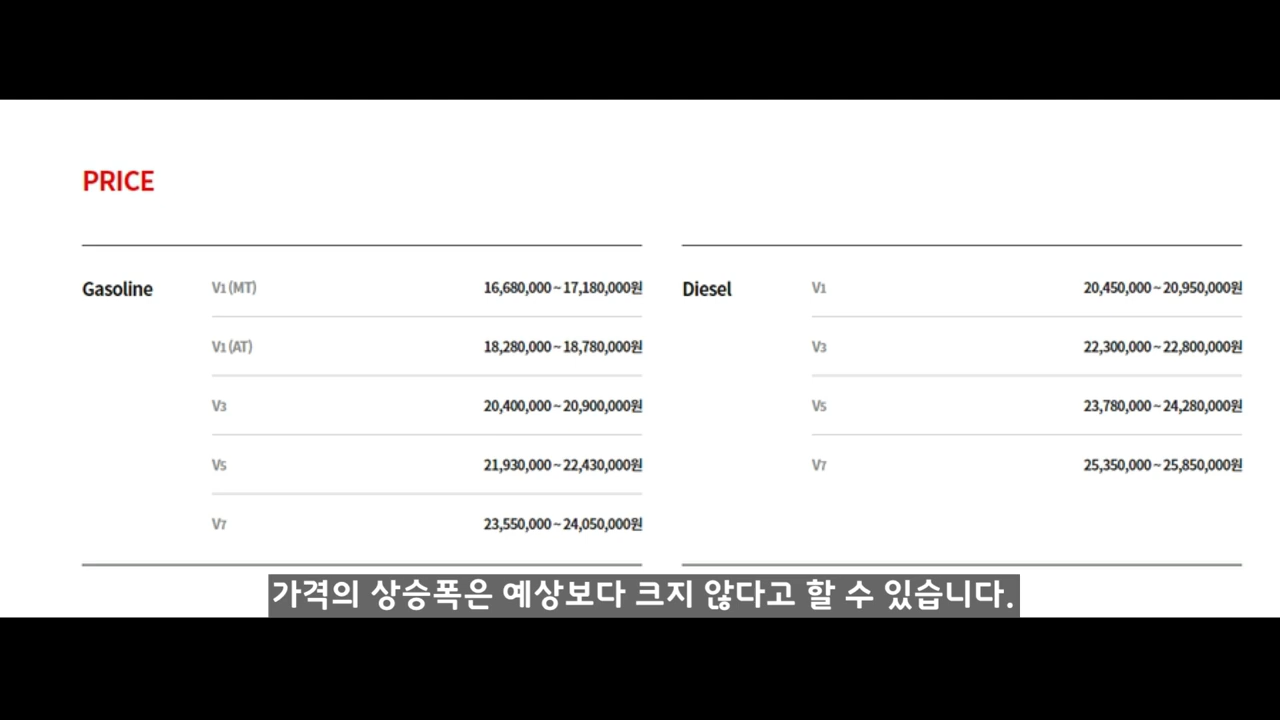 PRICE
Gasoline
V1 (MT) 16,680,000 ~ 17,180,000원
V1 (AT) 18,280,000 ~ 18,780,000원
V3 20,400,000 ~ 20,900,000원
V5 21,930,000 ~ 22,430,000원
V7 23,550,000 ~ 24,050,000원
Diesel
V1 20,450,000 ~ 20,950,000원
V3 22,300,000 ~ 22,800,000원
V5 23,780,000 ~ 24,280,000원
V7 25,350,000 ~ 25,850,000원
가격의 상승폭은 예상보다 크지 않다고 할 수 있습니다.